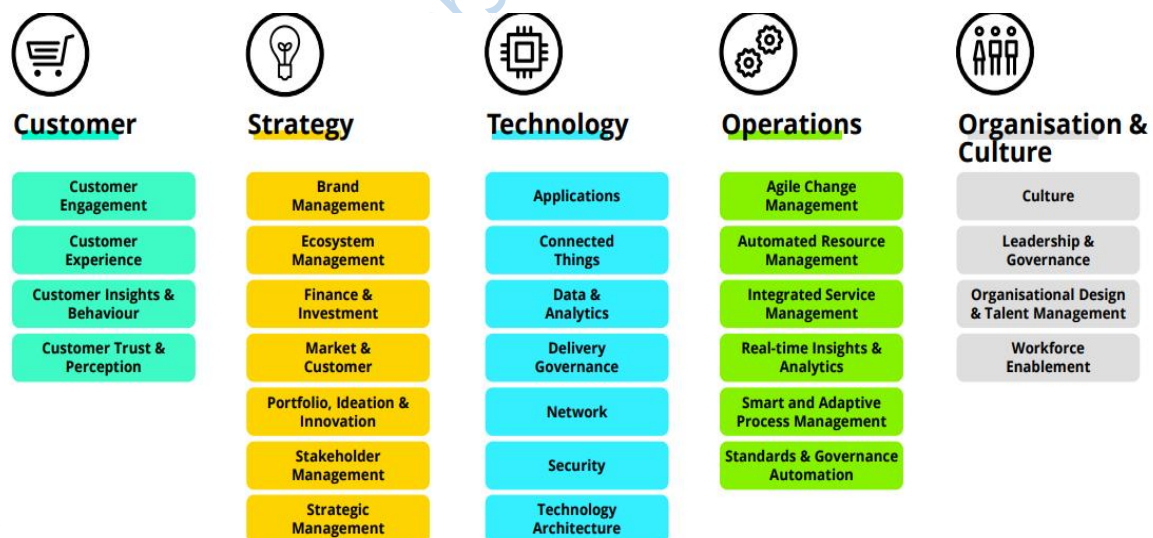 Customer
Customer
Engagement
Customer
Experience
Customer Insights &
Behaviour
Customer Trust &
Perception
Strategy
Brand
Management
Ecosystem
Management
Finance &
Investment
Market &
Customer
Portfolio, Ideation &
Innovation
Stakeholder
Management
Strategic
Management
Technology
Applications
Connected
Things
Data &
Analytics
Delivery
Governance
Network
Security
Technology
Architecture
Operations
Agile Change
Management
Automated Resource
Management
Integrated Service
Management
Real-time Insights &
Analytics
Smart and Adaptive
Process Management
Standards & Governance
Automation
Organisation &
Culture
Culture
Leadership &
Governance
Organisational Design
& Talent Management
Workforce
Enablement